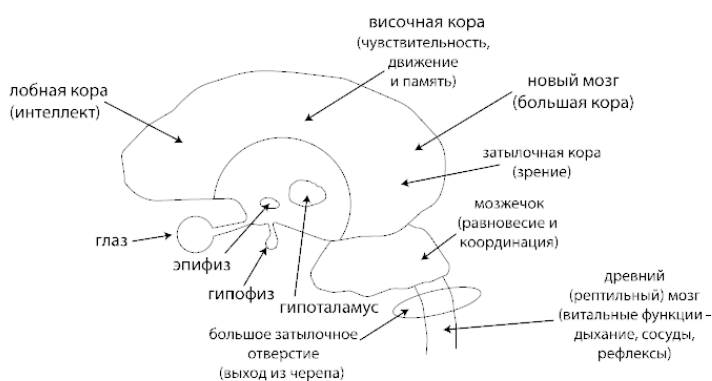 височная кора
(чувствительность,
движение
и память)
лобная кора
(интеллект)
новый мозг
(большая кора)
затылочная кора
(зрение)
мозжечок
(равновесие и
координация)
глаз
эпифиз
гипофиз
гипоталамус
большое затылочное
отверстие
(выход из черепа)
древний
(рептильный) мозг
(витальные функции –
дыхание, сосуды,
рефлексы)